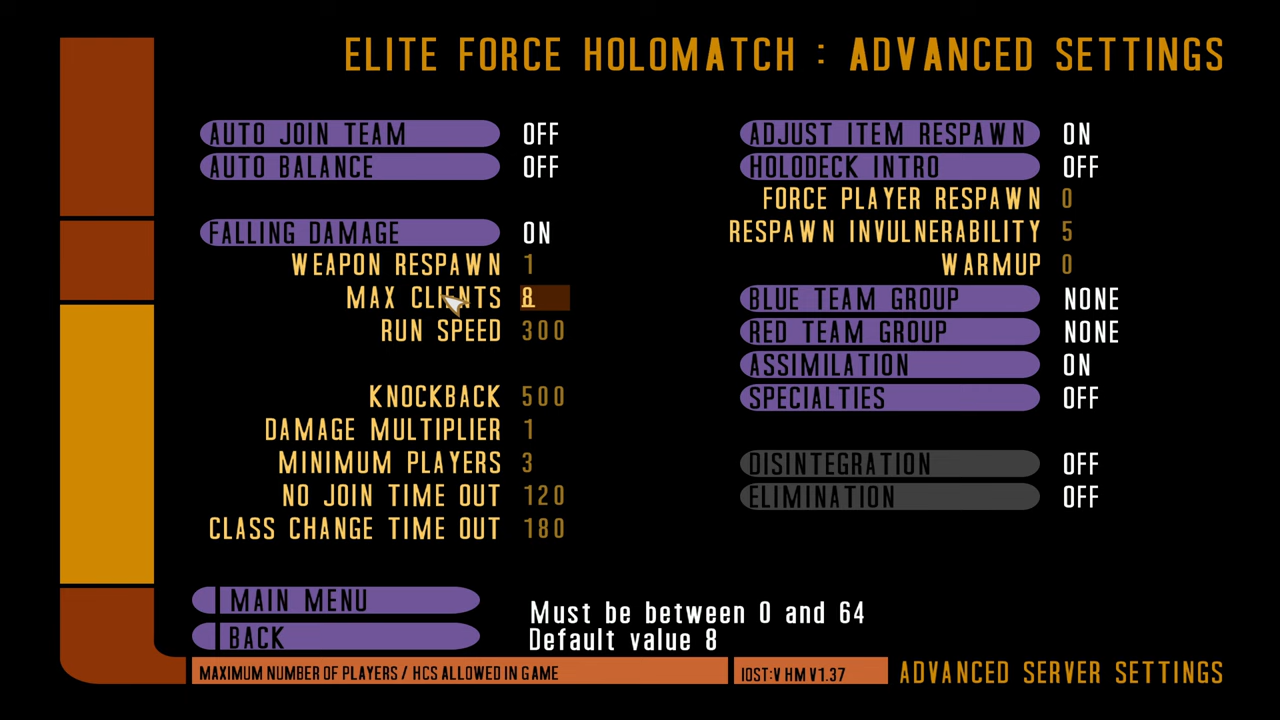 ELITE FORCE HOLOMATCH : ADVANCED SETTINGS
AUTO JOIN TEAM OFF
AUTO BALANCE OFF
FALLING DAMAGE ON
WEAPON RESPAWN 1
MAX CLIENTS 8
RUN SPEED 300
KNOCKBACK 500
DAMAGE MULTIPLIER 1
MINIMUM PLAYERS 3
NO JOIN TIME OUT 120
CLASS CHANGE TIME OUT 180
ADJUST ITEM RESPAWN ON
HOLODECK INTRO OFF
FORCE PLAYER RESPAWN 0
RESPAWN INVULNERABILITY 5
WARMUP 0
BLUE TEAM GROUP NONE
RED TEAM GROUP NONE
ASSIMILATION ON
SPECIALTIES OFF
DISINTEGRATION OFF
ELIMINATION OFF
MAIN MENU
BACK
Must be between 0 and 64
Default value 8
MAXIMUM NUMBER OF PLAYERS / HCS ALLOWED IN GAME
IOST:V HM V1.37
ADVANCED SERVER SETTINGS